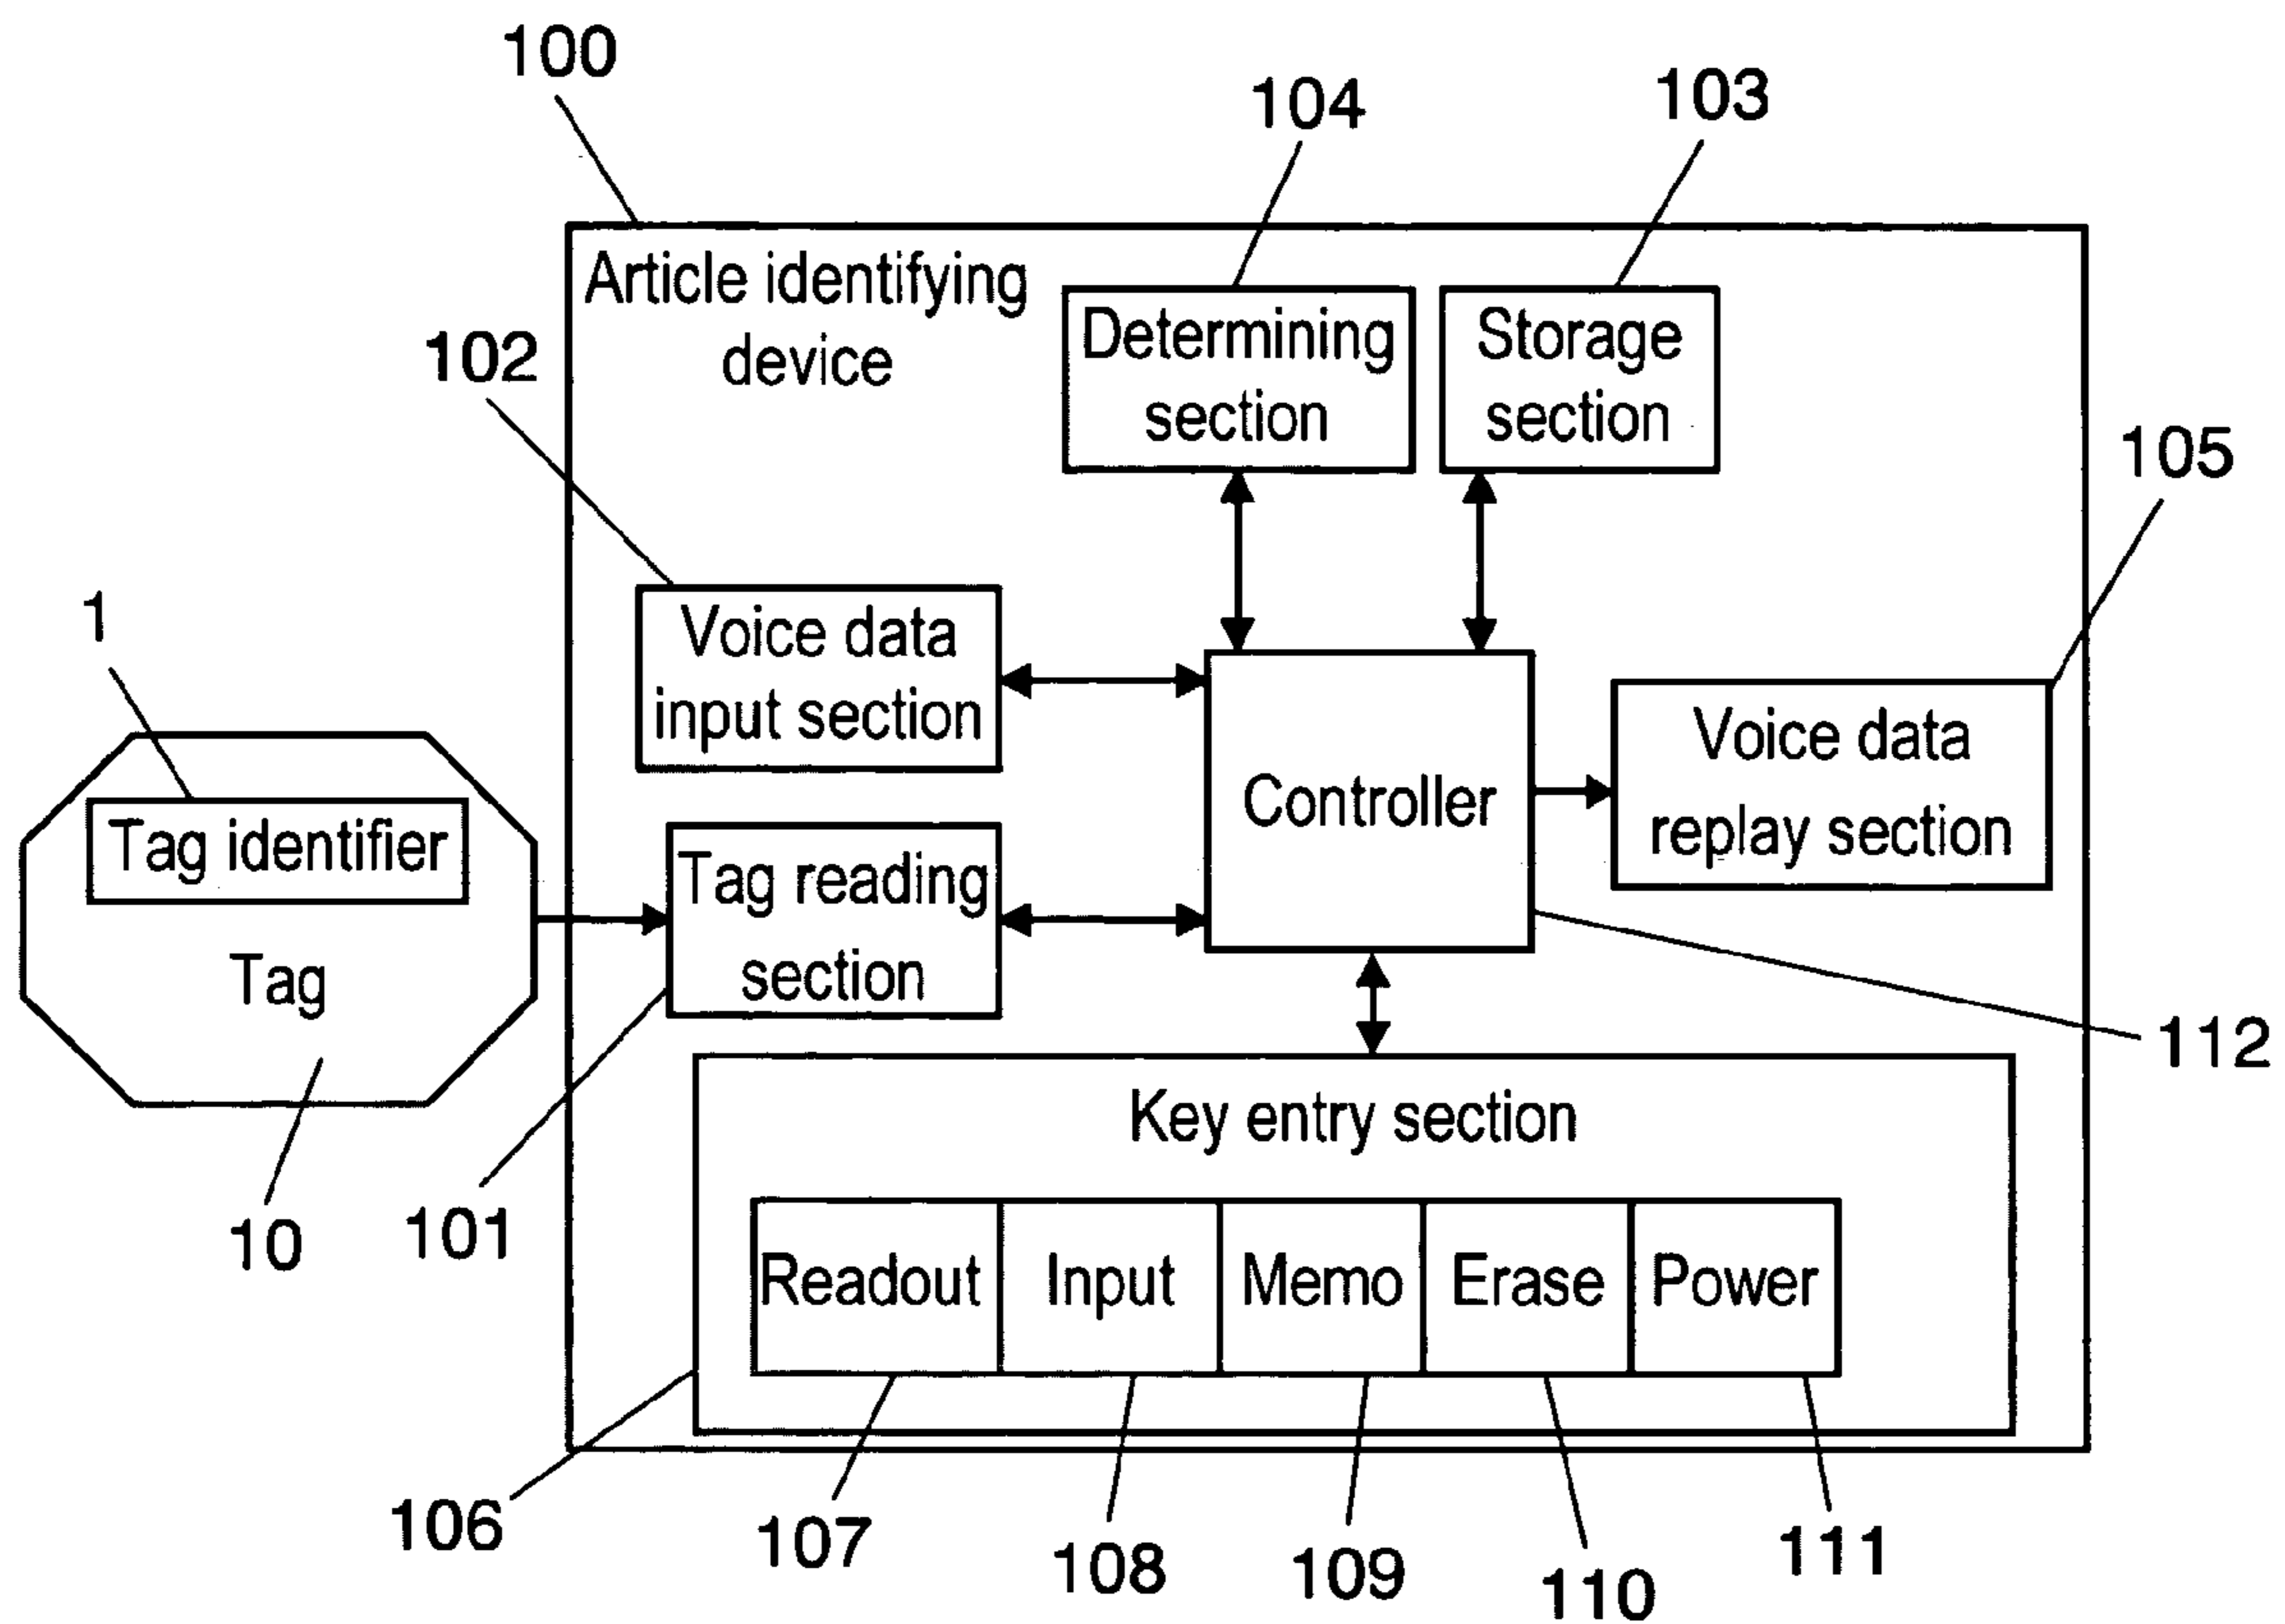 100
104
103
Article identifying
device
102
Determining
section
Storage
section
105
1
Voice data
input section
Controller
Voice data
replay section
Tag identifier
Tag
Tag reading
section
112
10
101
Key entry section
Readout
Input
Memo
Erase
Power
106
107
108
109
110
111